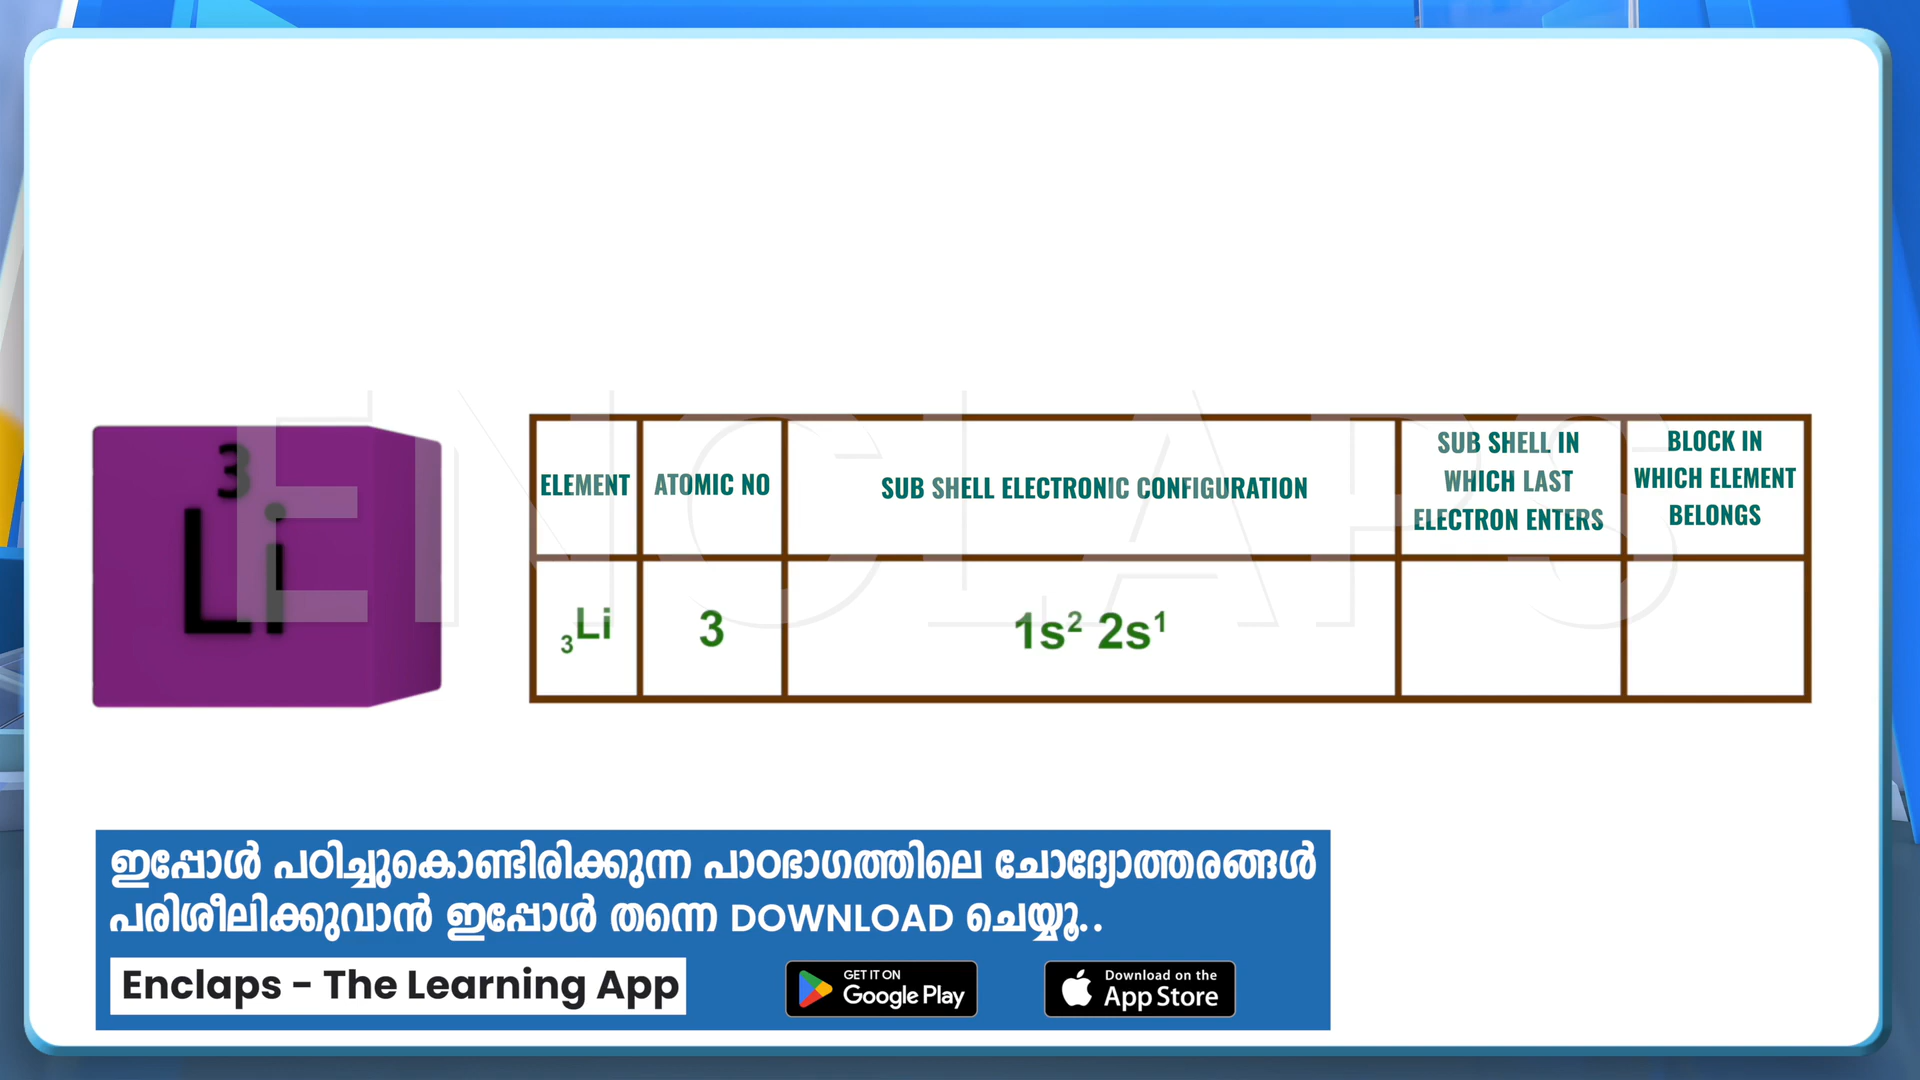 3
Li
ENCLAPS
ELEMENT
ATOMIC NO
SUB SHELL ELECTRONIC CONFIGURATION
SUB SHELL IN
WHICH LAST
ELECTRON ENTERS
BLOCK IN
WHICH ELEMENT
BELONGS
₃Li
3
1s² 2s¹
ഇപ്പോൾ പഠിച്ചുകൊണ്ടിരിക്കുന്ന പാഠഭാഗത്തിലെ ചോദ്യോത്തരങ്ങൾ
പരിശീലിക്കുവാൻ ഇപ്പോൾ തന്നെ DOWNLOAD ചെയ്യൂ..
Enclaps - The Learning App
GET IT ON
Google Play
Download on the
App Store